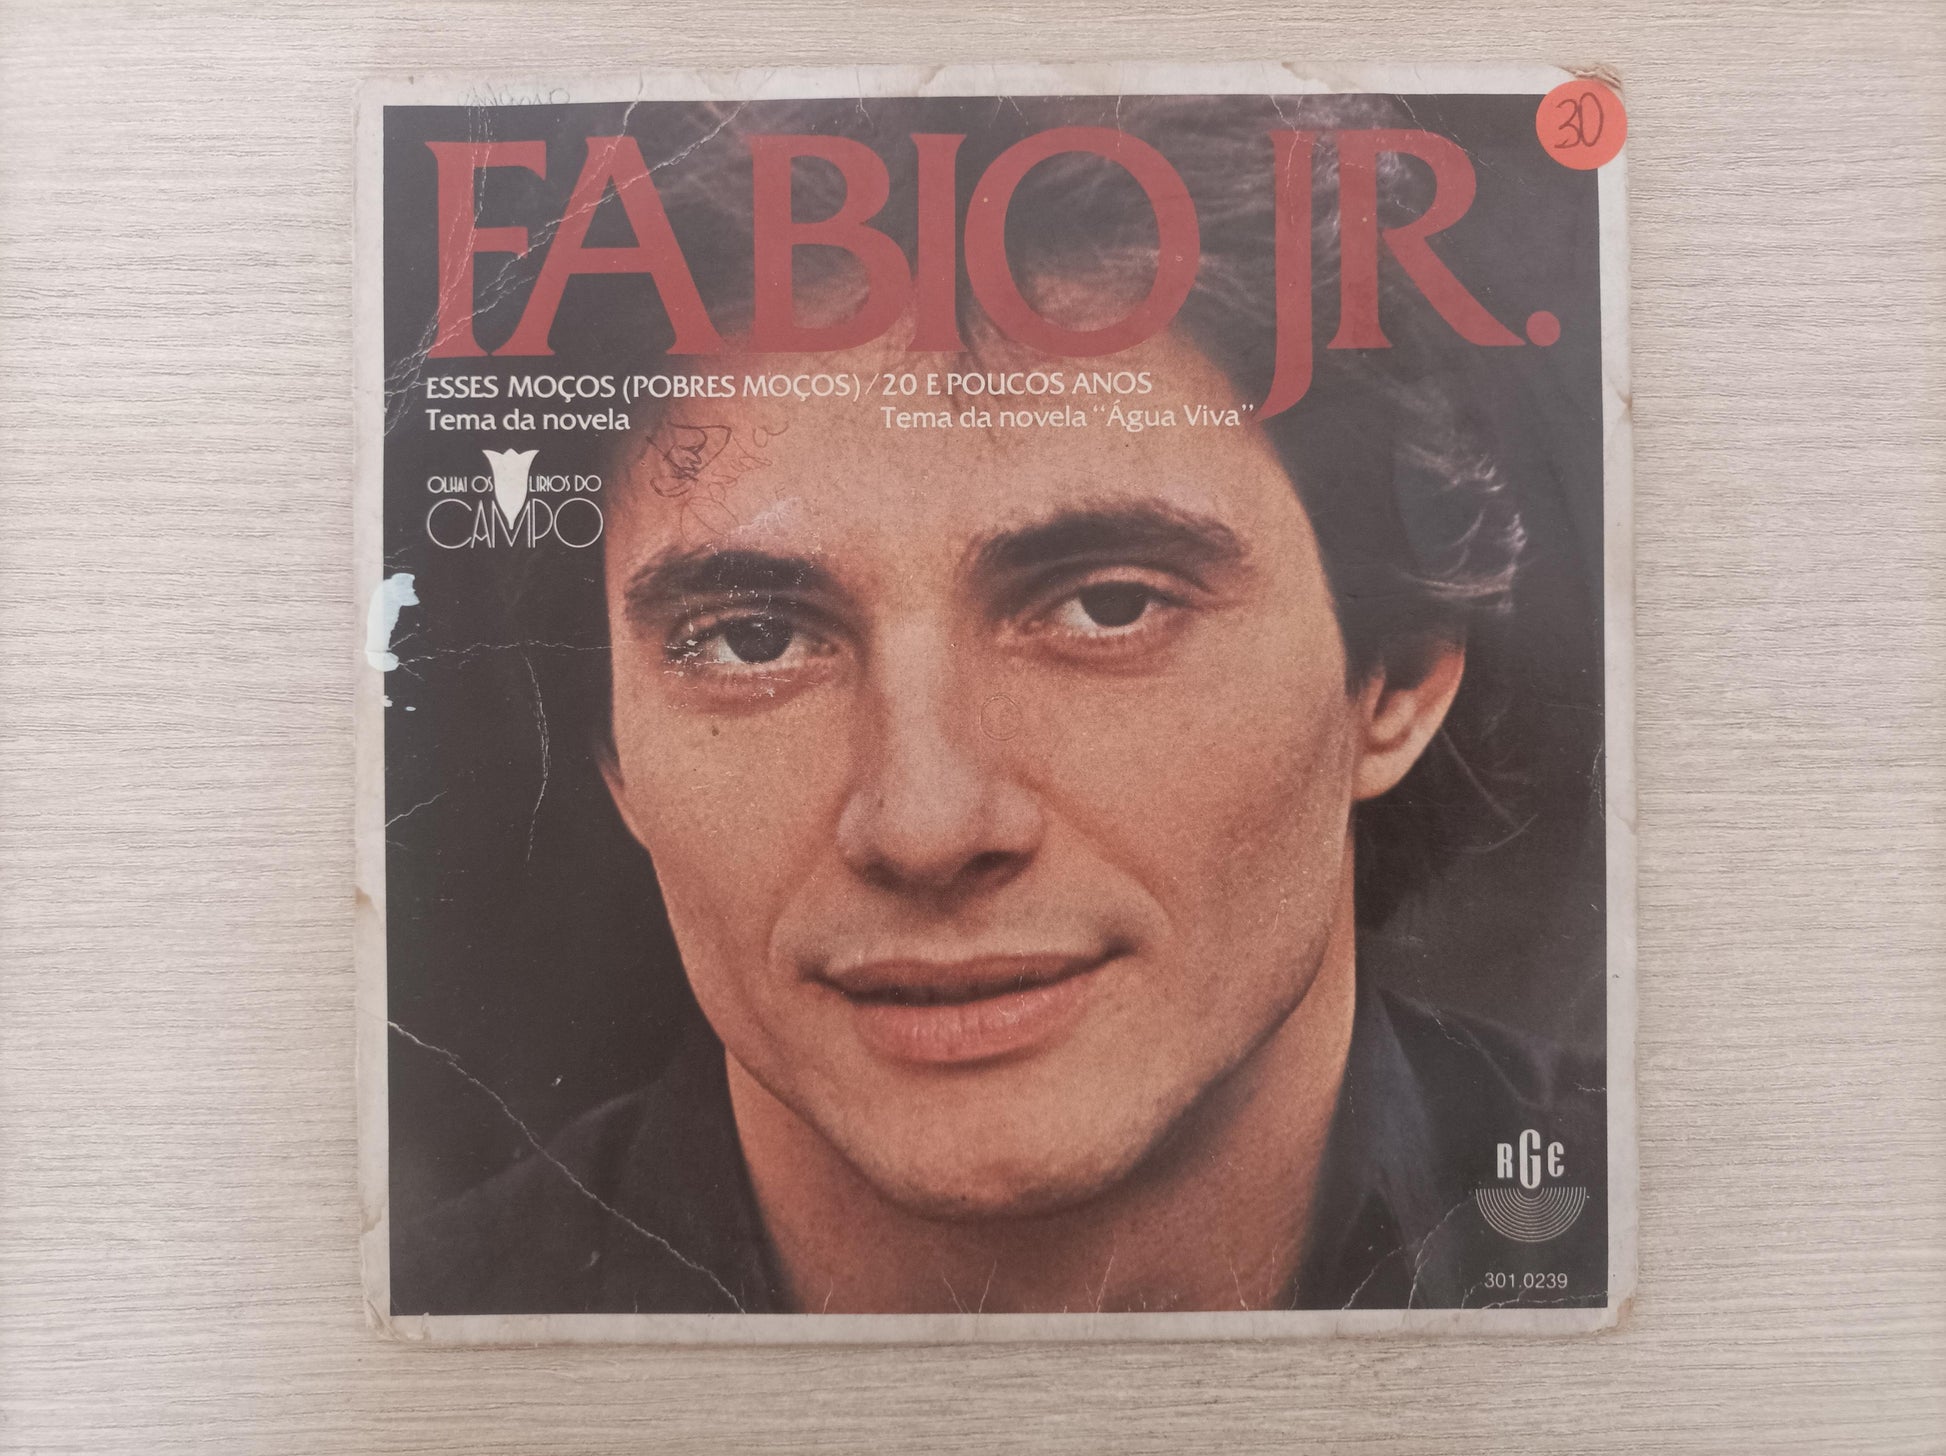 30
FABIO JR.
ESSES MOÇOS (POBRES MOÇOS) / 20 E POUCOS ANOS
Tema da novela Tema da novela “Água Viva”
OLHAI OS LÍRIOS DO
CAMPO
RGE
301.0239